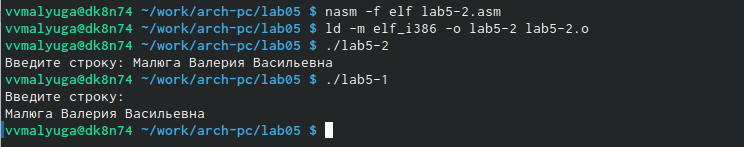 vvmalyuga@dk8n74 ~/work/arch-pc/lab05 $ nasm -f elf lab5-2.asm
vvmalyuga@dk8n74 ~/work/arch-pc/lab05 $ ld -m elf_i386 -o lab5-2 lab5-2.o
vvmalyuga@dk8n74 ~/work/arch-pc/lab05 $ ./lab5-2
Введите строку: Малюга Валерия Васильевна
vvmalyuga@dk8n74 ~/work/arch-pc/lab05 $ ./lab5-1
Введите строку:
Малюга Валерия Васильевна
vvmalyuga@dk8n74 ~/work/arch-pc/lab05 $